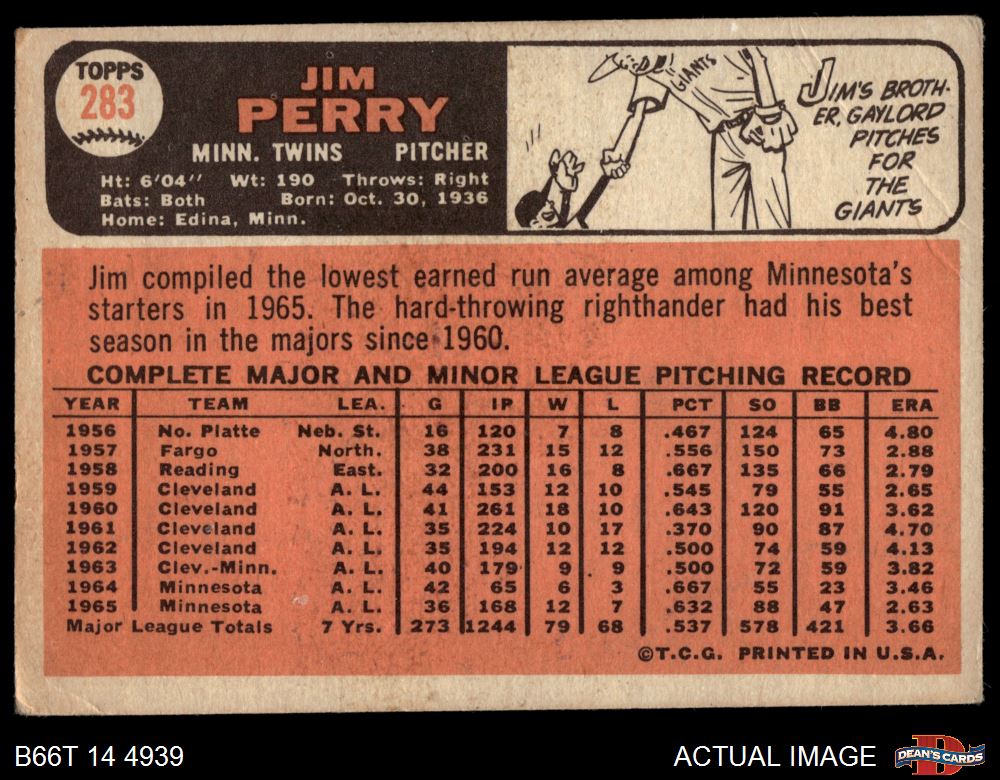 TOPPS
283
JIM
PERRY
MINN. TWINS PITCHER
Ht: 6'04" Wt: 190 Throws: Right
Bats: Both Born: Oct. 30, 1936
Home: Edina, Minn.
GIANTS
JIM'S BROTH-
ER, GAYLORD
PITCHES
FOR
THE
GIANTS
Jim compiled the lowest earned run average among Minnesota's
starters in 1965. The hard-throwing righthander had his best
season in the majors since 1960.
COMPLETE MAJOR AND MINOR LEAGUE PITCHING RECORD
YEAR TEAM LEA. G IP W L PCT SO BB ERA
1956 No. Platte Neb. St. 16 120 7 8 .467 124 65 4.80
1957 Fargo North. 38 231 15 12 .556 150 73 2.88
1958 Reading East. 32 200 16 8 .667 135 66 2.79
1959 Cleveland A. L. 44 153 12 10 .545 79 55 2.65
1960 Cleveland A. L. 41 261 18 10 .643 120 91 3.62
1961 Cleveland A. L. 35 224 10 17 .370 90 87 4.70
1962 Cleveland A. L. 35 194 12 12 .500 74 59 4.13
1963 Clev.-Minn. A. L. 40 179 9 9 .500 72 59 3.82
1964 Minnesota A. L. 42 65 6 3 .667 55 23 3.46
1965 Minnesota A. L. 36 168 12 7 .632 88 47 2.63
Major League Totals 7 Yrs. 273 1244 79 68 .537 578 421 3.66
©T.C.G. PRINTED IN U.S.A.
B66T 14 4939
ACTUAL IMAGE
D
DEAN'S CARDS